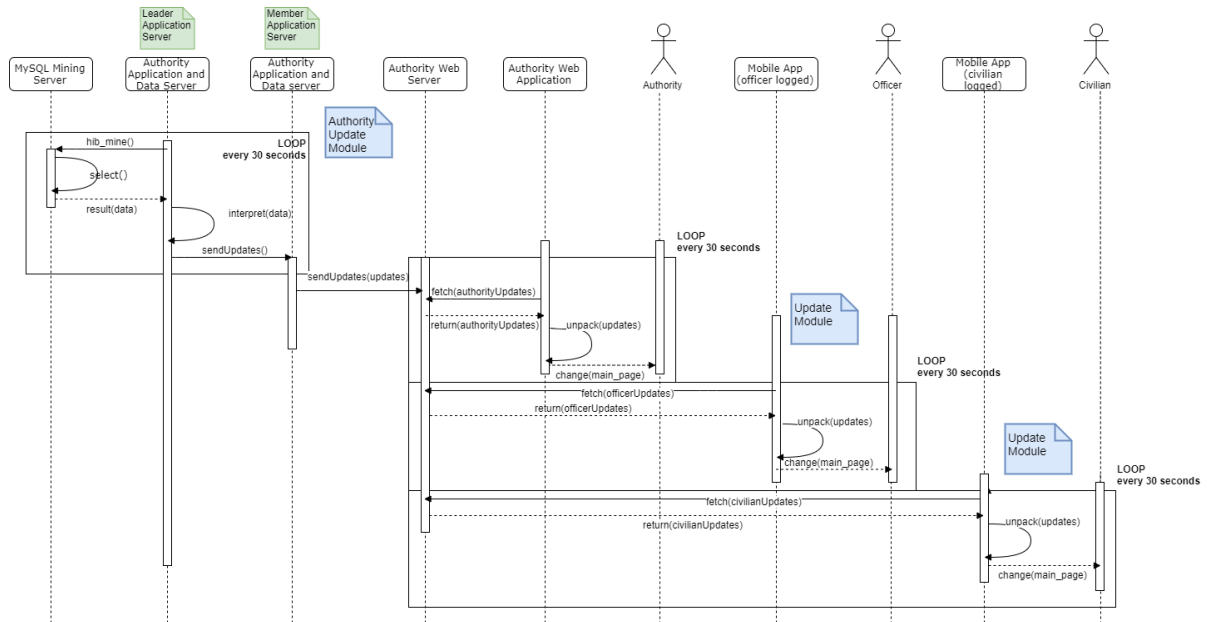 Leader
Application
Server
Member
Application
Server
MySQL Mining
Server
Authority
Application and
Data Server
Authority
Application and
Data server
Authority Web
Server
Authority Web
Application
Authority
Mobile App
(officer logged)
Officer
Mobile App
(civilian
logged)
Civilian
Authority
Update
Module
LOOP
every 30 seconds
hib_mine()
select()
result(data)
interpret(data)
sendUpdates()
sendUpdates(updates)
LOOP
every 30 seconds
fetch(authorityUpdates)
return(authorityUpdates)
unpack(updates)
change(main_page)
Update
Module
LOOP
every 30 seconds
fetch(officerUpdates)
return(officerUpdates)
unpack(updates)
change(main_page)
Update
Module
LOOP
every 30 seconds
fetch(civilianUpdates)
return(civilianUpdates)
unpack(updates)
change(main_page)